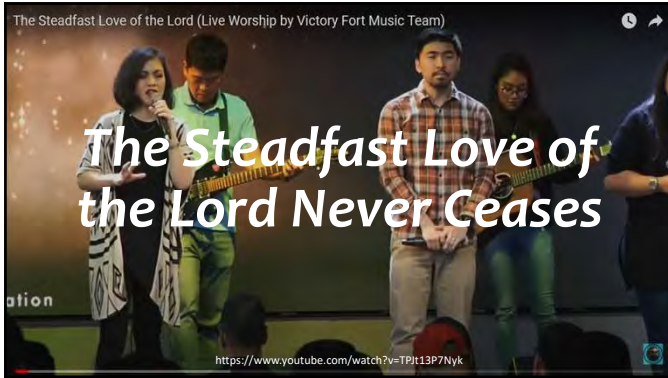 The Steadfast Love of the Lord (Live Worship by Victory Fort Music Team)
The Steadfast Love of
the Lord Never Ceases
ation
https://www.youtube.com/watch?v=TPJt13P7Nyk